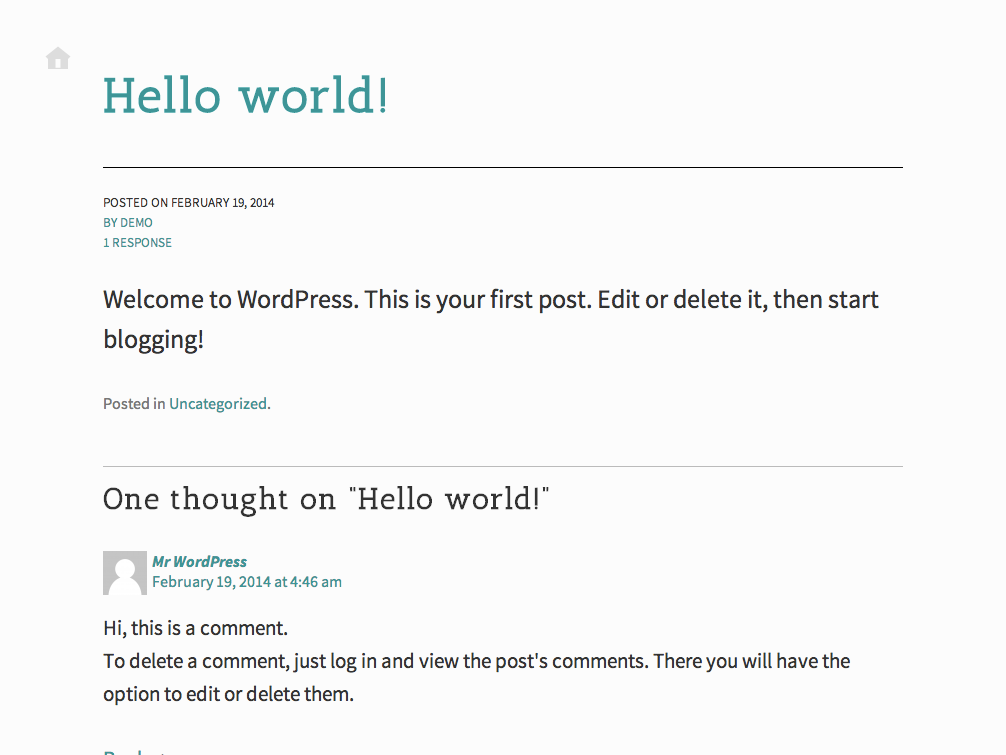 Hello world!
POSTED ON FEBRUARY 19, 2014
BY DEMO
1 RESPONSE
Welcome to WordPress. This is your first post. Edit or delete it, then start
blogging!
Posted in Uncategorized.
One thought on "Hello world!"
Mr WordPress
February 19, 2014 at 4:46 am
Hi, this is a comment.
To delete a comment, just log in and view the post's comments. There you will have the
option to edit or delete them.